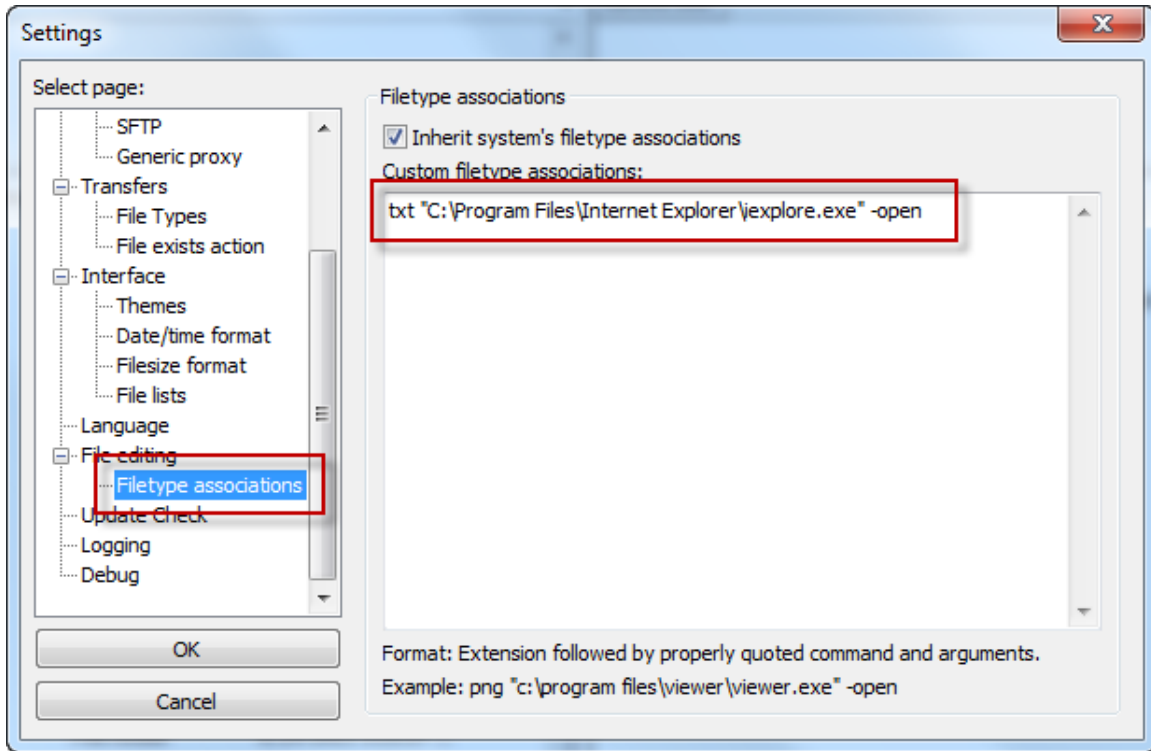 Settings
Select page:
SFTP
Generic proxy
Transfers
File Types
File exists action
Interface
Themes
Date/time format
Filesize format
File lists
Language
File editing
Filetype associations
Update Check
Logging
Debug
OK
Cancel
Filetype associations
Inherit system's filetype associations
Custom filetype associations:
txt "C:\Program Files\Internet Explorer\iexplore.exe" -open
Format: Extension followed by properly quoted command and arguments.
Example: png "c:\program files\viewer\viewer.exe" -open